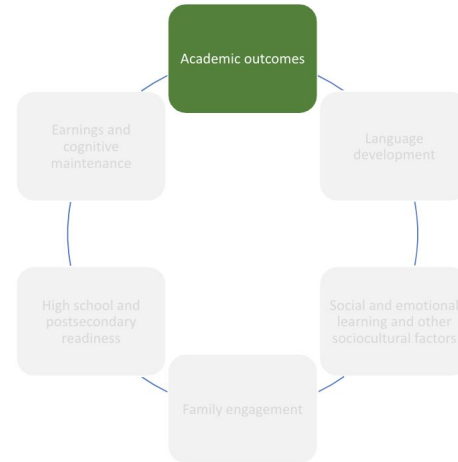 Academic outcomes
Earnings and
cognitive
maintenance
Language
development
High school and
postsecondary
readiness
Social and emotional
learning and other
sociocultural factors
Family engagement